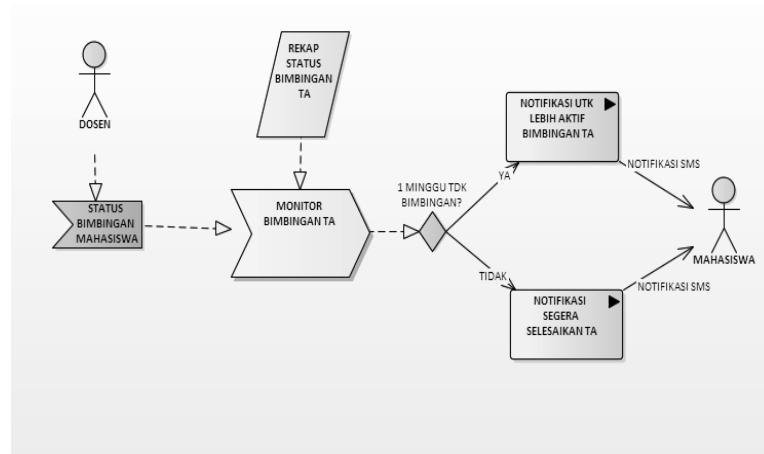 DOSEN
STATUS
BIMBINGAN
MAHASISWA
REKAP
STATUS
BIMBINGAN
TA
MONITOR
BIMBINGAN TA
1 MINGGU TDK
BIMBINGAN?
YA
TIDAK
NOTIFIKASI UTK
LEBIH AKTIF
BIMBINGAN TA
NOTIFIKASI SMS
NOTIFIKASI
SEGERA
SELESAIKAN TA
NOTIFIKASI SMS
MAHASISWA